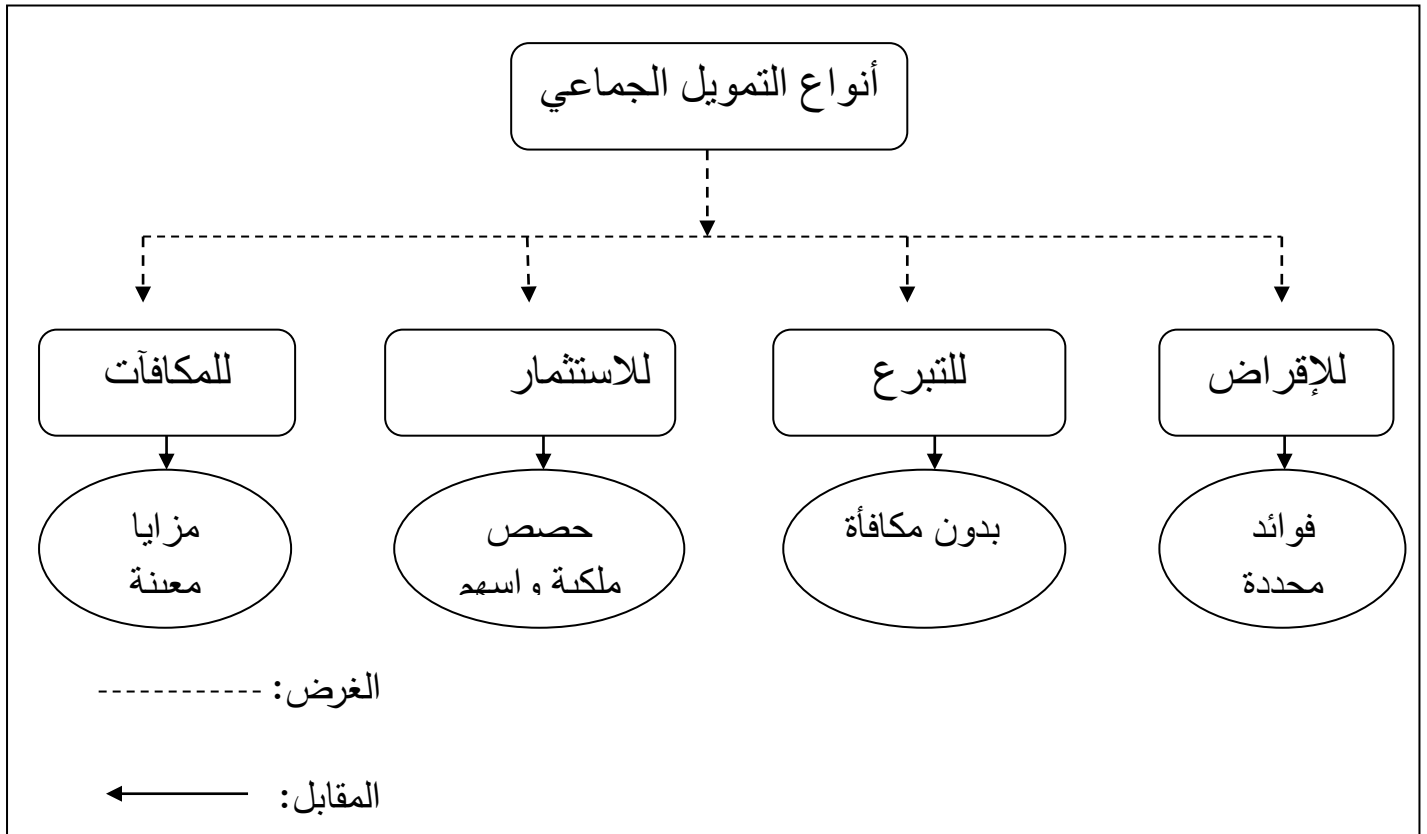 أنواع التمويل الجماعي
للإقراض
للتبرع
للاستثمار
للمكافآت
فوائد
محددة
بدون مكافأة
حصص
ملكية واسهم
مزايا
معينة
الغرض:
المقابل: